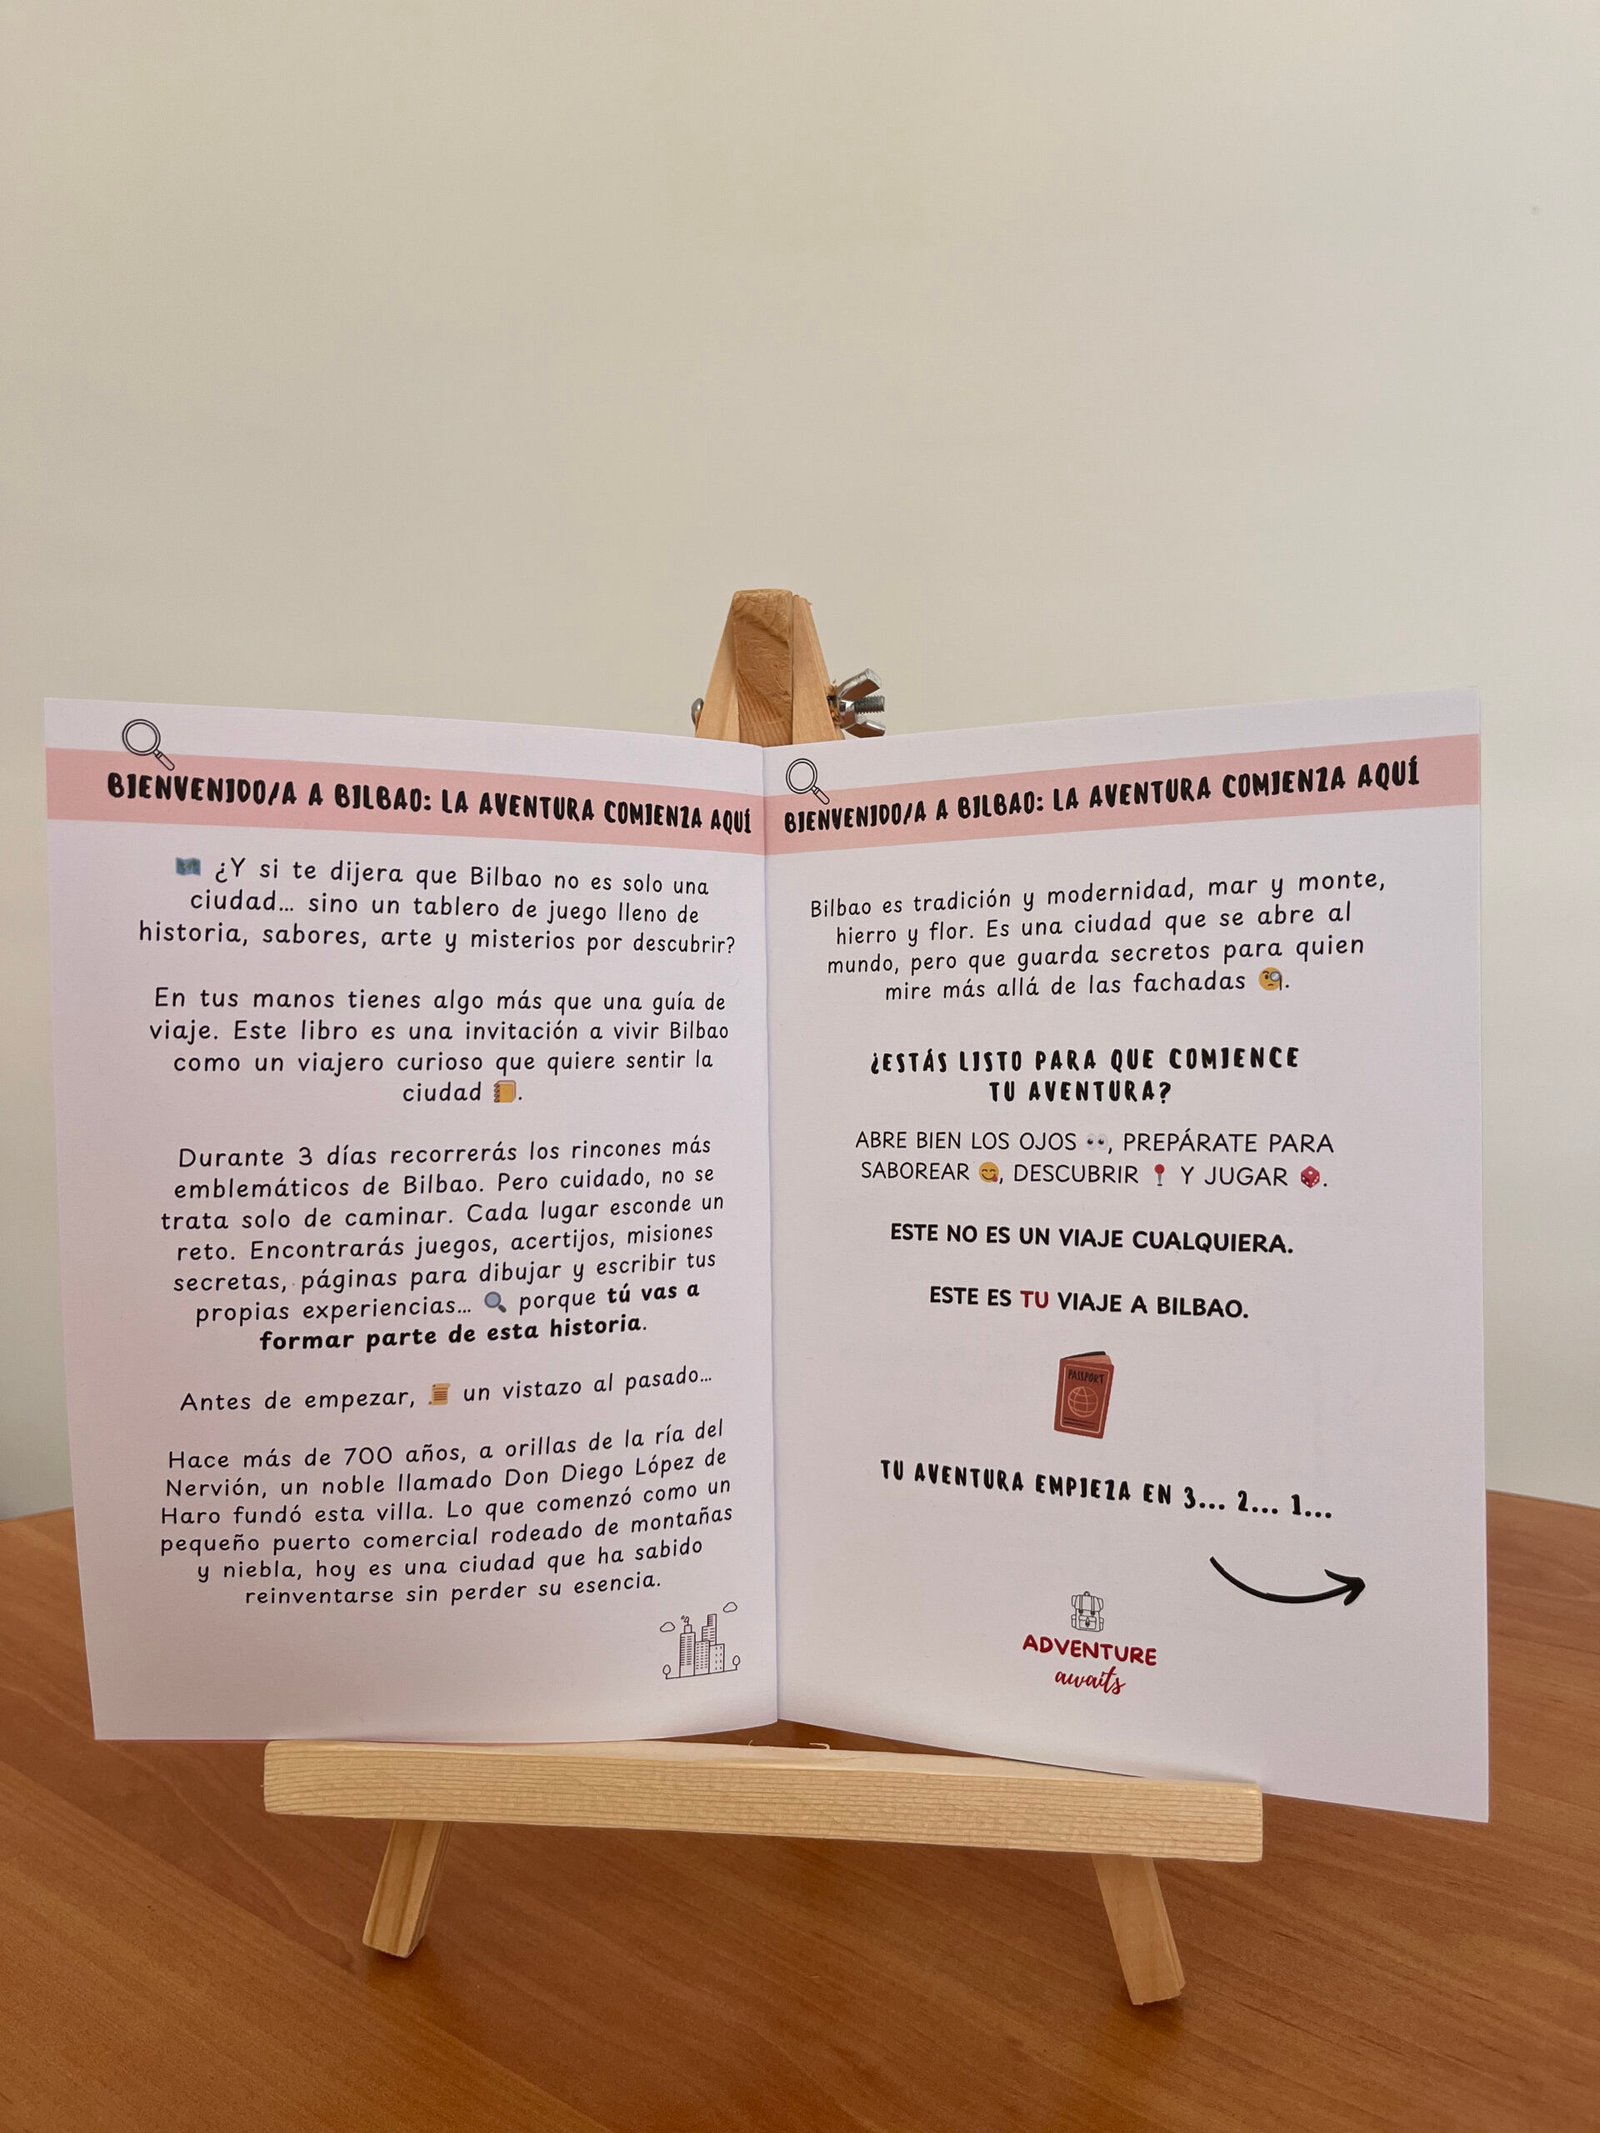 BIENVENIDO/A A BILBAO: LA AVENTURA COMIENZA AQUÍ
¿Y si te dijera que Bilbao no es solo una
ciudad... sino un tablero de juego lleno de
historia, sabores, arte y misterios por descubrir?
En tus manos tienes algo más que una guía de
viaje. Este libro es una invitación a vivir Bilbao
como un viajero curioso que quiere sentir la
ciudad 📒.
Durante 3 días recorrerás los rincones más
emblemáticos de Bilbao. Pero cuidado, no se
trata solo de caminar. Cada lugar esconde un
reto. Encontrarás juegos, acertijos, misiones
secretas, páginas para dibujar y escribir tus
propias experiencias... 🔍 porque tú vas a
formar parte de esta historia.
Antes de empezar, 📜 un vistazo al pasado...
Hace más de 700 años, a orillas de la ría del
Nervión, un noble llamado Don Diego López de
Haro fundó esta villa. Lo que comenzó como un
pequeño puerto comercial rodeado de montañas
y niebla, hoy es una ciudad que ha sabido
reinventarse sin perder su esencia.
BIENVENIDO/A A BILBAO: LA AVENTURA COMIENZA AQUÍ
Bilbao es tradición y modernidad, mar y monte,
hierro y flor. Es una ciudad que se abre al
mundo, pero que guarda secretos para quien
mire más allá de las fachadas 🧐.
¿ESTÁS LISTO PARA QUE COMIENCE
TU AVENTURA?
ABRE BIEN LOS OJOS 👀, PREPÁRATE PARA
SABOREAR 😋, DESCUBRIR 📍 Y JUGAR 🎲.
ESTE NO ES UN VIAJE CUALQUIERA.
ESTE ES TU VIAJE A BILBAO.
PASSPORT
TU AVENTURA EMPIEZA EN 3... 2... 1...
ADVENTURE
awaits